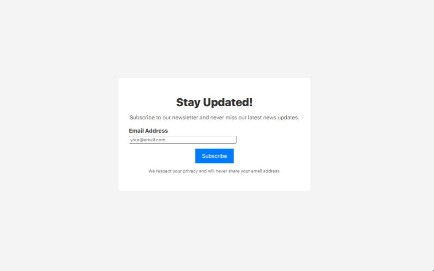 Stay Updated!
Subscribe to our newsletter and never miss our latest news updates.
Email Address
your@email.com
Subscribe
We respect your privacy and will never share your email address.